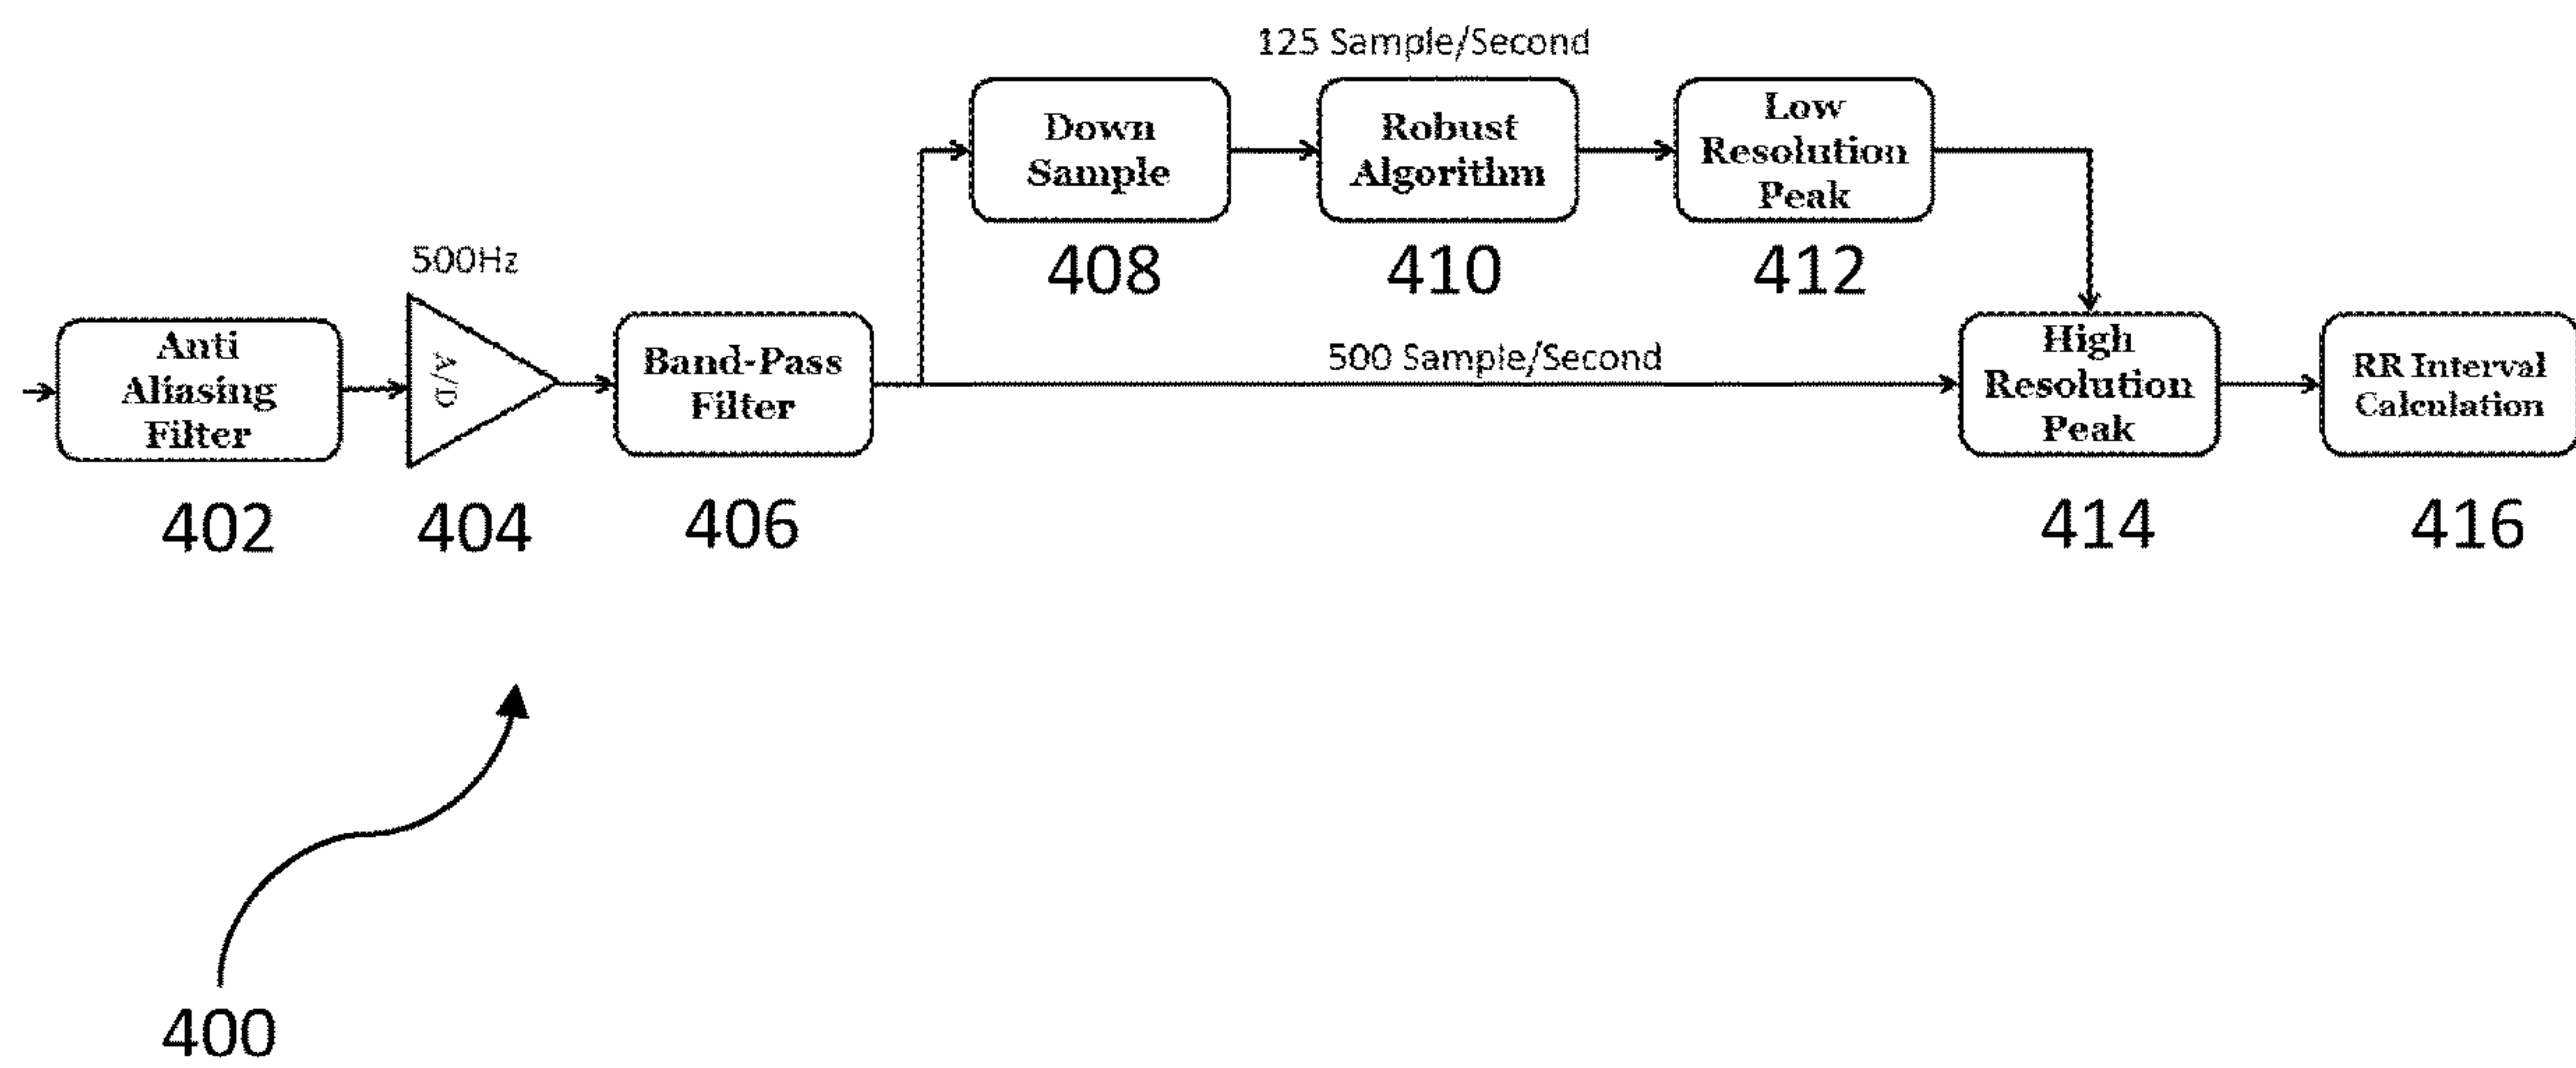 125 Sample/Second
Down
Sample
Robust
Algorithm
Low
Resolution
Peak
408
410
412
500Hz
Anti
Aliasing
Filter
A/D
Band-Pass
Filter
500 Sample/Second
High
Resolution
Peak
RR Interval
Calculation
402
404
406
414
416
400